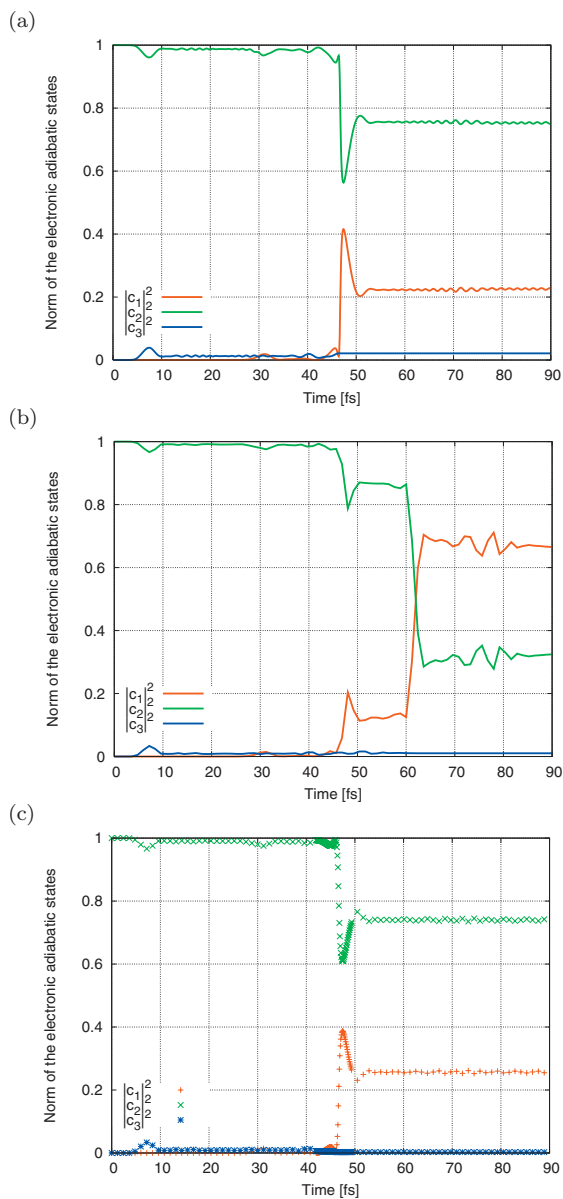 (a)
Norm of the electronic adiabatic states
1
0.8
0.6
0.4
0.2
0
|c₁|²
|c₂|²
|c₃|²
0 10 20 30 40 50 60 70 80 90
Time [fs]
(b)
Norm of the electronic adiabatic states
1
0.8
0.6
0.4
0.2
0
|c₁|²
|c₂|²
|c₃|²
0 10 20 30 40 50 60 70 80 90
Time [fs]
(c)
Norm of the electronic adiabatic states
1
0.8
0.6
0.4
0.2
0
|c₁|²
|c₂|²
|c₃|²
0 10 20 30 40 50 60 70 80 90
Time [fs]